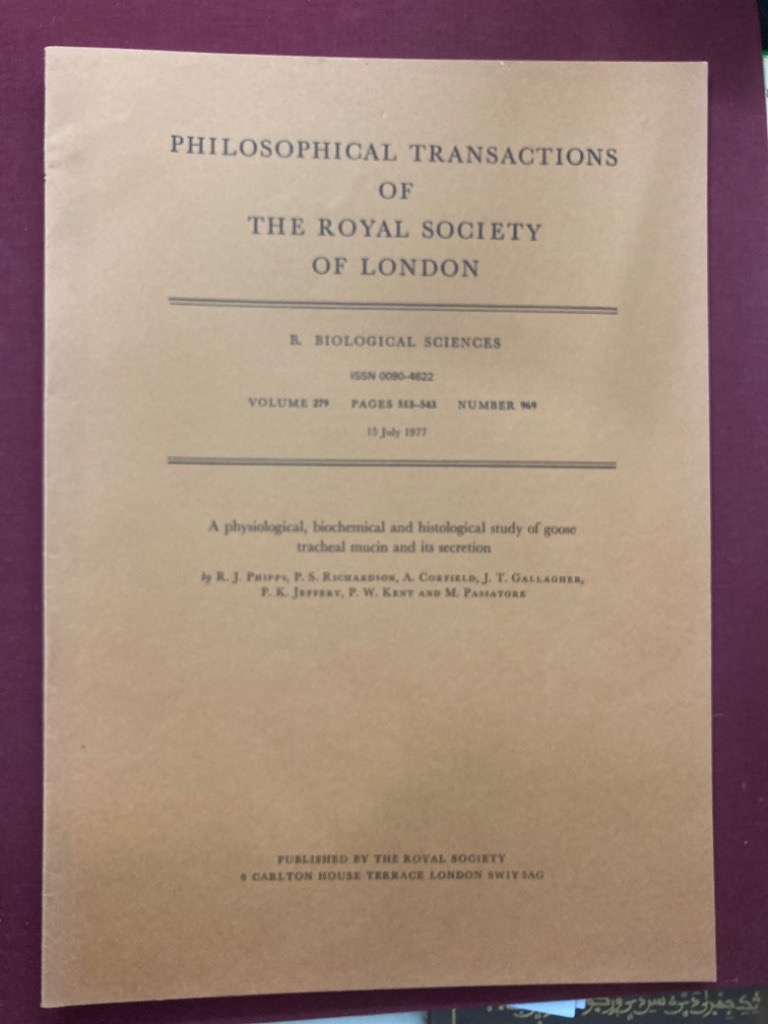 PHILOSOPHICAL TRANSACTIONS
OF
THE ROYAL SOCIETY
OF LONDON
B. BIOLOGICAL SCIENCES
ISSN 0080-4622
VOLUME 279 PAGES 513–543 NUMBER 969
15 July 1977
A physiological, biochemical and histological study of goose
tracheal mucin and its secretion
by R. J. PHIPPS, P. S. RICHARDSON, A. CORFIELD, J. T. GALLAGHER,
P. K. JEFFERY, P. W. KENT AND M. PASSATORE
PUBLISHED BY THE ROYAL SOCIETY
6 CARLTON HOUSE TERRACE LONDON SW1Y 5AG